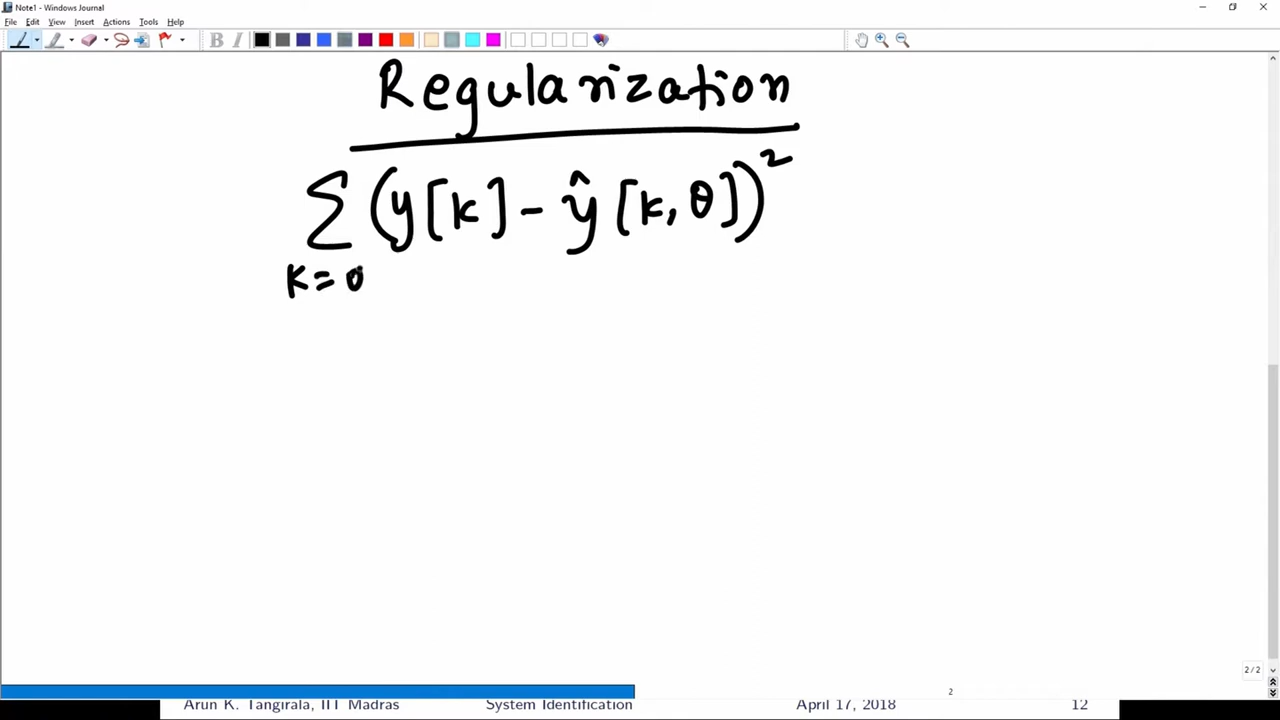 Note1 - Windows Journal
File Edit View Insert Actions Tools Help
B I
Regularization
∑ (y[k] - ŷ[k, θ])²
k=0
2/2
2
Arun K. Tangirala, IIT Madras System Identification April 17, 2018 12